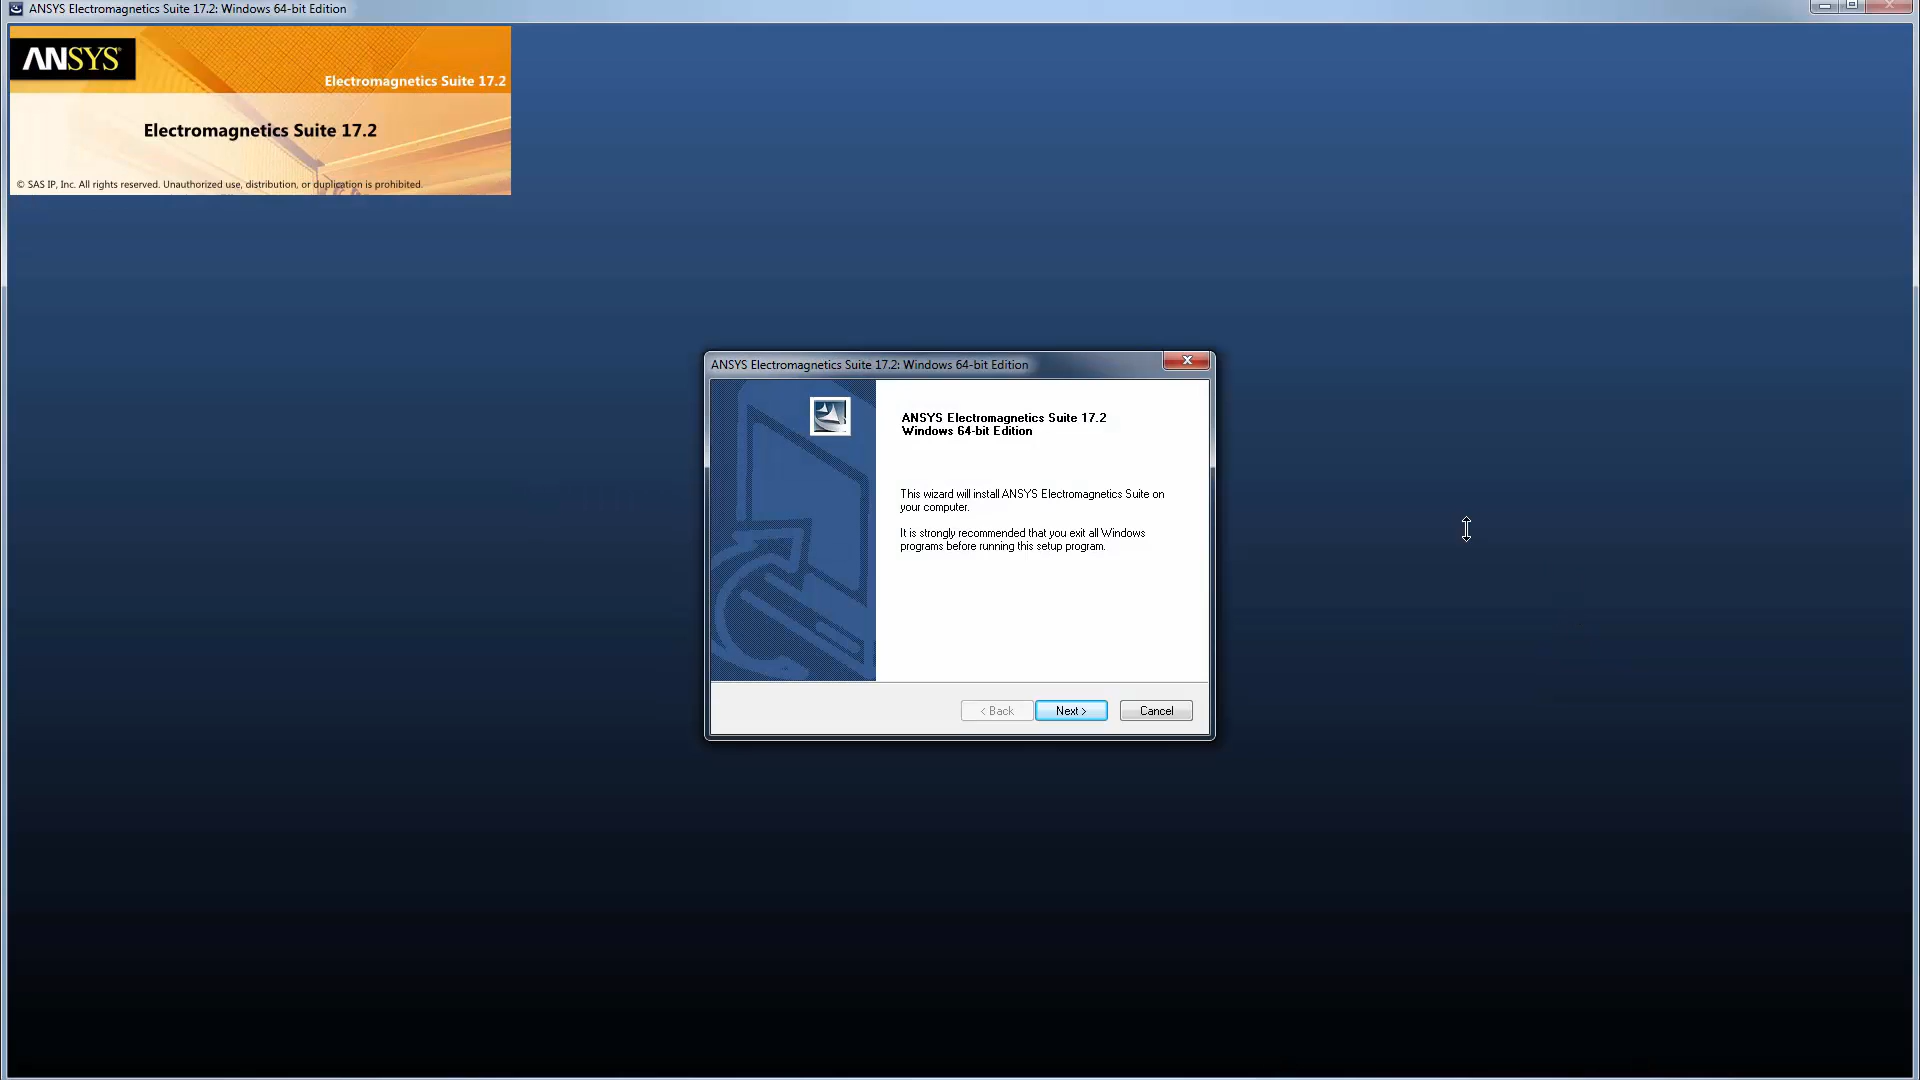 ANSYS Electromagnetics Suite 17.2: Windows 64-bit Edition
ANSYS®
Electromagnetics Suite 17.2
Electromagnetics Suite 17.2
© SAS IP, Inc. All rights reserved. Unauthorized use, distribution, or duplication is prohibited.
ANSYS Electromagnetics Suite 17.2: Windows 64-bit Edition
ANSYS Electromagnetics Suite 17.2
Windows 64-bit Edition
This wizard will install ANSYS Electromagnetics Suite on
your computer.
It is strongly recommended that you exit all Windows
programs before running this setup program.
< Back
Next >
Cancel